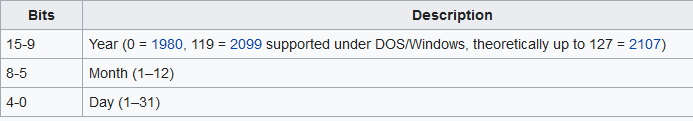 Bits Description
15-9 Year (0 = 1980, 119 = 2099 supported under DOS/Windows, theoretically up to 127 = 2107)
8-5 Month (1–12)
4-0 Day (1–31)